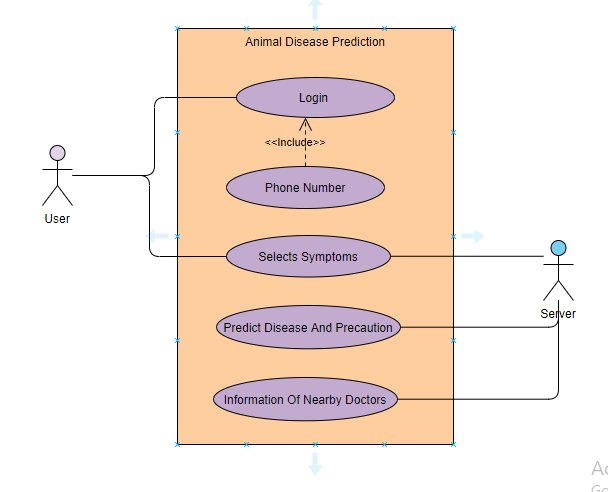 Animal Disease Prediction
Login
<<Include>>
Phone Number
User
Selects Symptoms
Server
Predict Disease And Precaution
Information Of Nearby Doctors